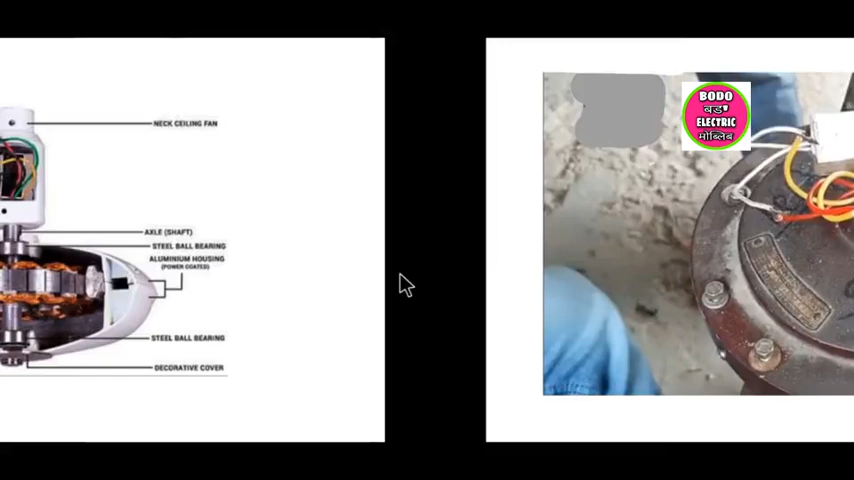 NECK CEILING FAN
AXLE (SHAFT)
STEEL BALL BEARING
ALUMINIUM HOUSING
(POWER COATED)
STEEL BALL BEARING
DECORATIVE COVER
BODO
बड'
ELECTRIC
मोब्लिब